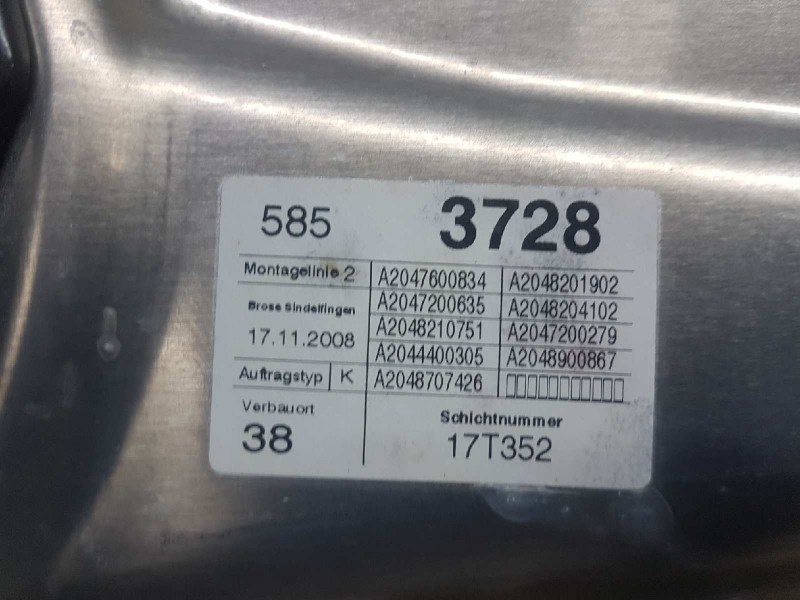 585 3728
Montagelinie 2
Brose Sindelfingen
17.11.2008
Auftragstyp K
Verbauort
38
A2047600834 A2048201902
A2047200635 A2048204102
A2048210751 A2047200279
A2044400305 A2048900867
A2048707426
Schichtnummer
17T352